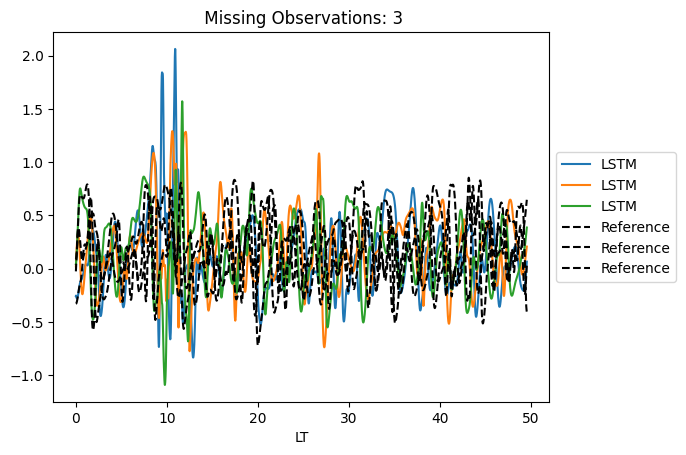 Missing Observations: 3
2.0
1.5
1.0
0.5
0.0
−0.5
−1.0
0 10 20 30 40 50
LT
LSTM
LSTM
LSTM
Reference
Reference
Reference